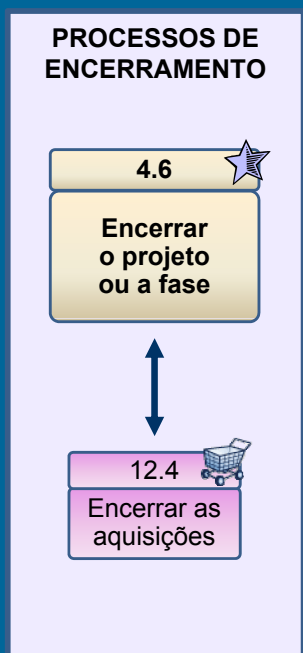 PROCESSOS DE
ENCERRAMENTO
4.6
Encerrar
o projeto
ou a fase
12.4
Encerrar as
aquisições